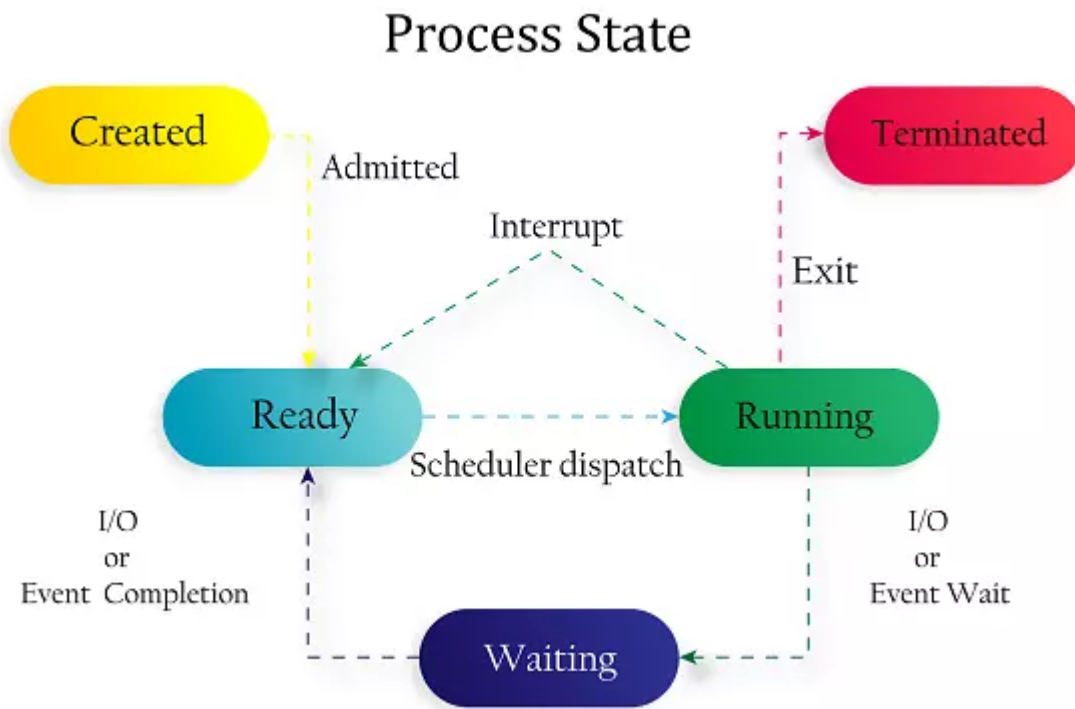 Process State
Created
Terminated
Admitted
Interrupt
Exit
Ready
Running
Scheduler dispatch
I/O
or
Event Completion
I/O
or
Event Wait
Waiting